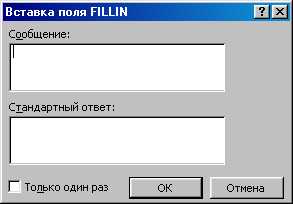 Вставка поля FILLIN
Сообщение:
Стандартный ответ:
Только один раз
OK
Отмена